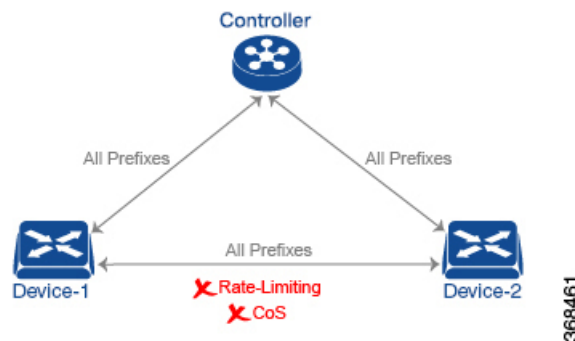 Controller
All Prefixes
All Prefixes
All Prefixes
Device-1
Device-2
Rate-Limiting
CoS
368461